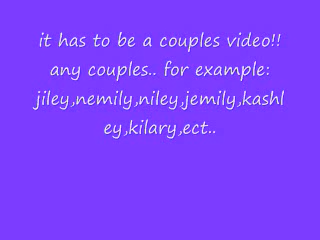 it has to be a couples video!!
any couples.. for example:
jiley,nemily,niley,jemily,kashl
ey,kilary,ect..